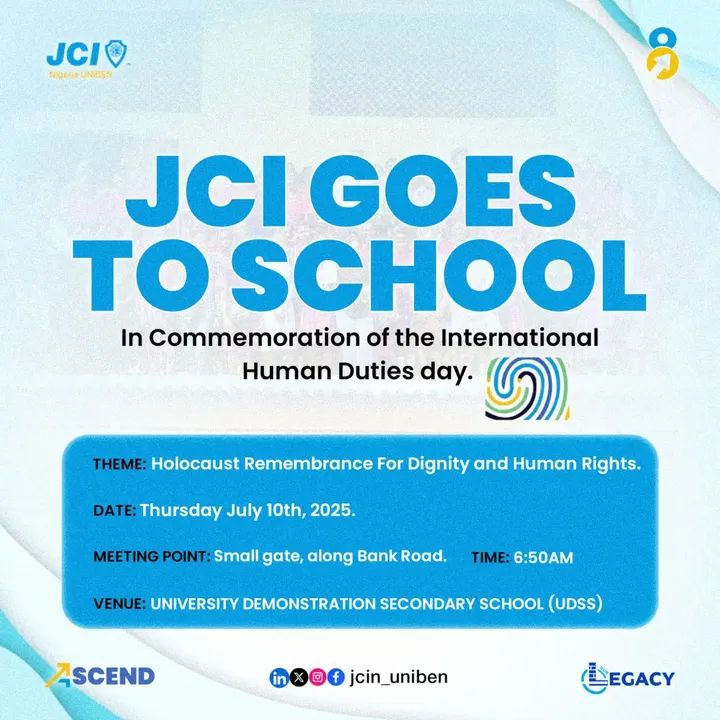 JCI
Nigeria UNIBEN
JCI GOES
TO SCHOOL
In Commemoration of the International
Human Duties day.
THEME: Holocaust Remembrance For Dignity and Human Rights.
DATE: Thursday July 10th, 2025.
MEETING POINT: Small gate, along Bank Road. TIME: 6:50AM
VENUE: UNIVERSITY DEMONSTRATION SECONDARY SCHOOL (UDSS)
ASCEND
jcin_uniben
LEGACY